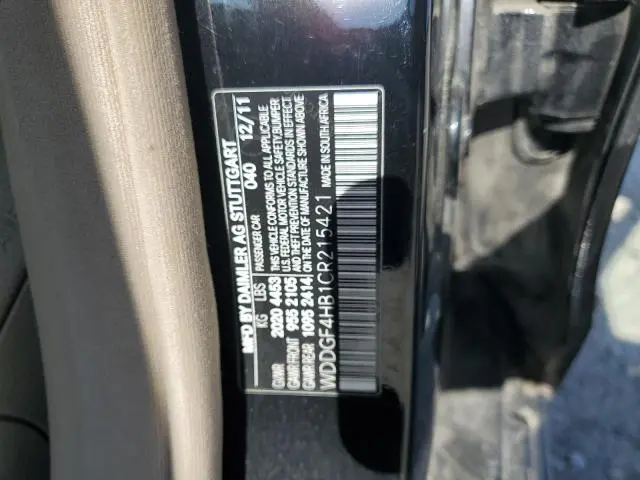 MFD BY DAIMLER AG STUTTGART
PASSENGER CAR 040 12/11
KG LBS
GVWR 2020 4453
GAWR FRONT 955 2105
GAWR REAR 1095 2414
THIS VEHICLE CONFORMS TO ALL APPLICABLE
U.S. FEDERAL MOTOR VEHICLE SAFETY/BUMPER
AND THEFT PREVENTION STANDARDS IN EFFECT
ON THE DATE OF MANUFACTURE SHOWN ABOVE
WDDGF4HB1CR215421 MADE IN SOUTH AFRICA